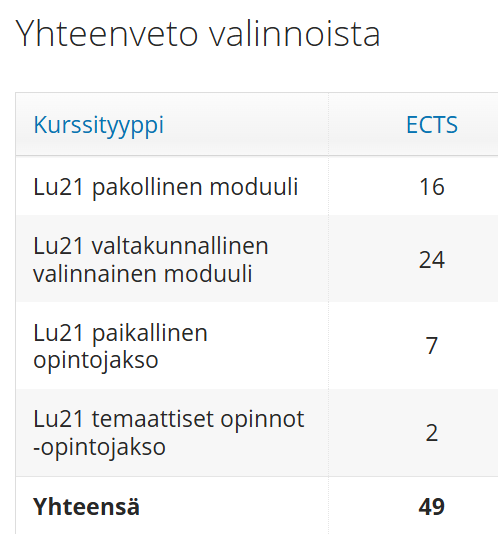 Yhteenveto valinnoista
Kurssityyppi ECTS
Lu21 pakollinen moduuli 16
Lu21 valtakunnallinen
valinnainen moduuli 24
Lu21 paikallinen
opintojakso 7
Lu21 temaattiset opinnot
-opintojakso 2
Yhteensä 49